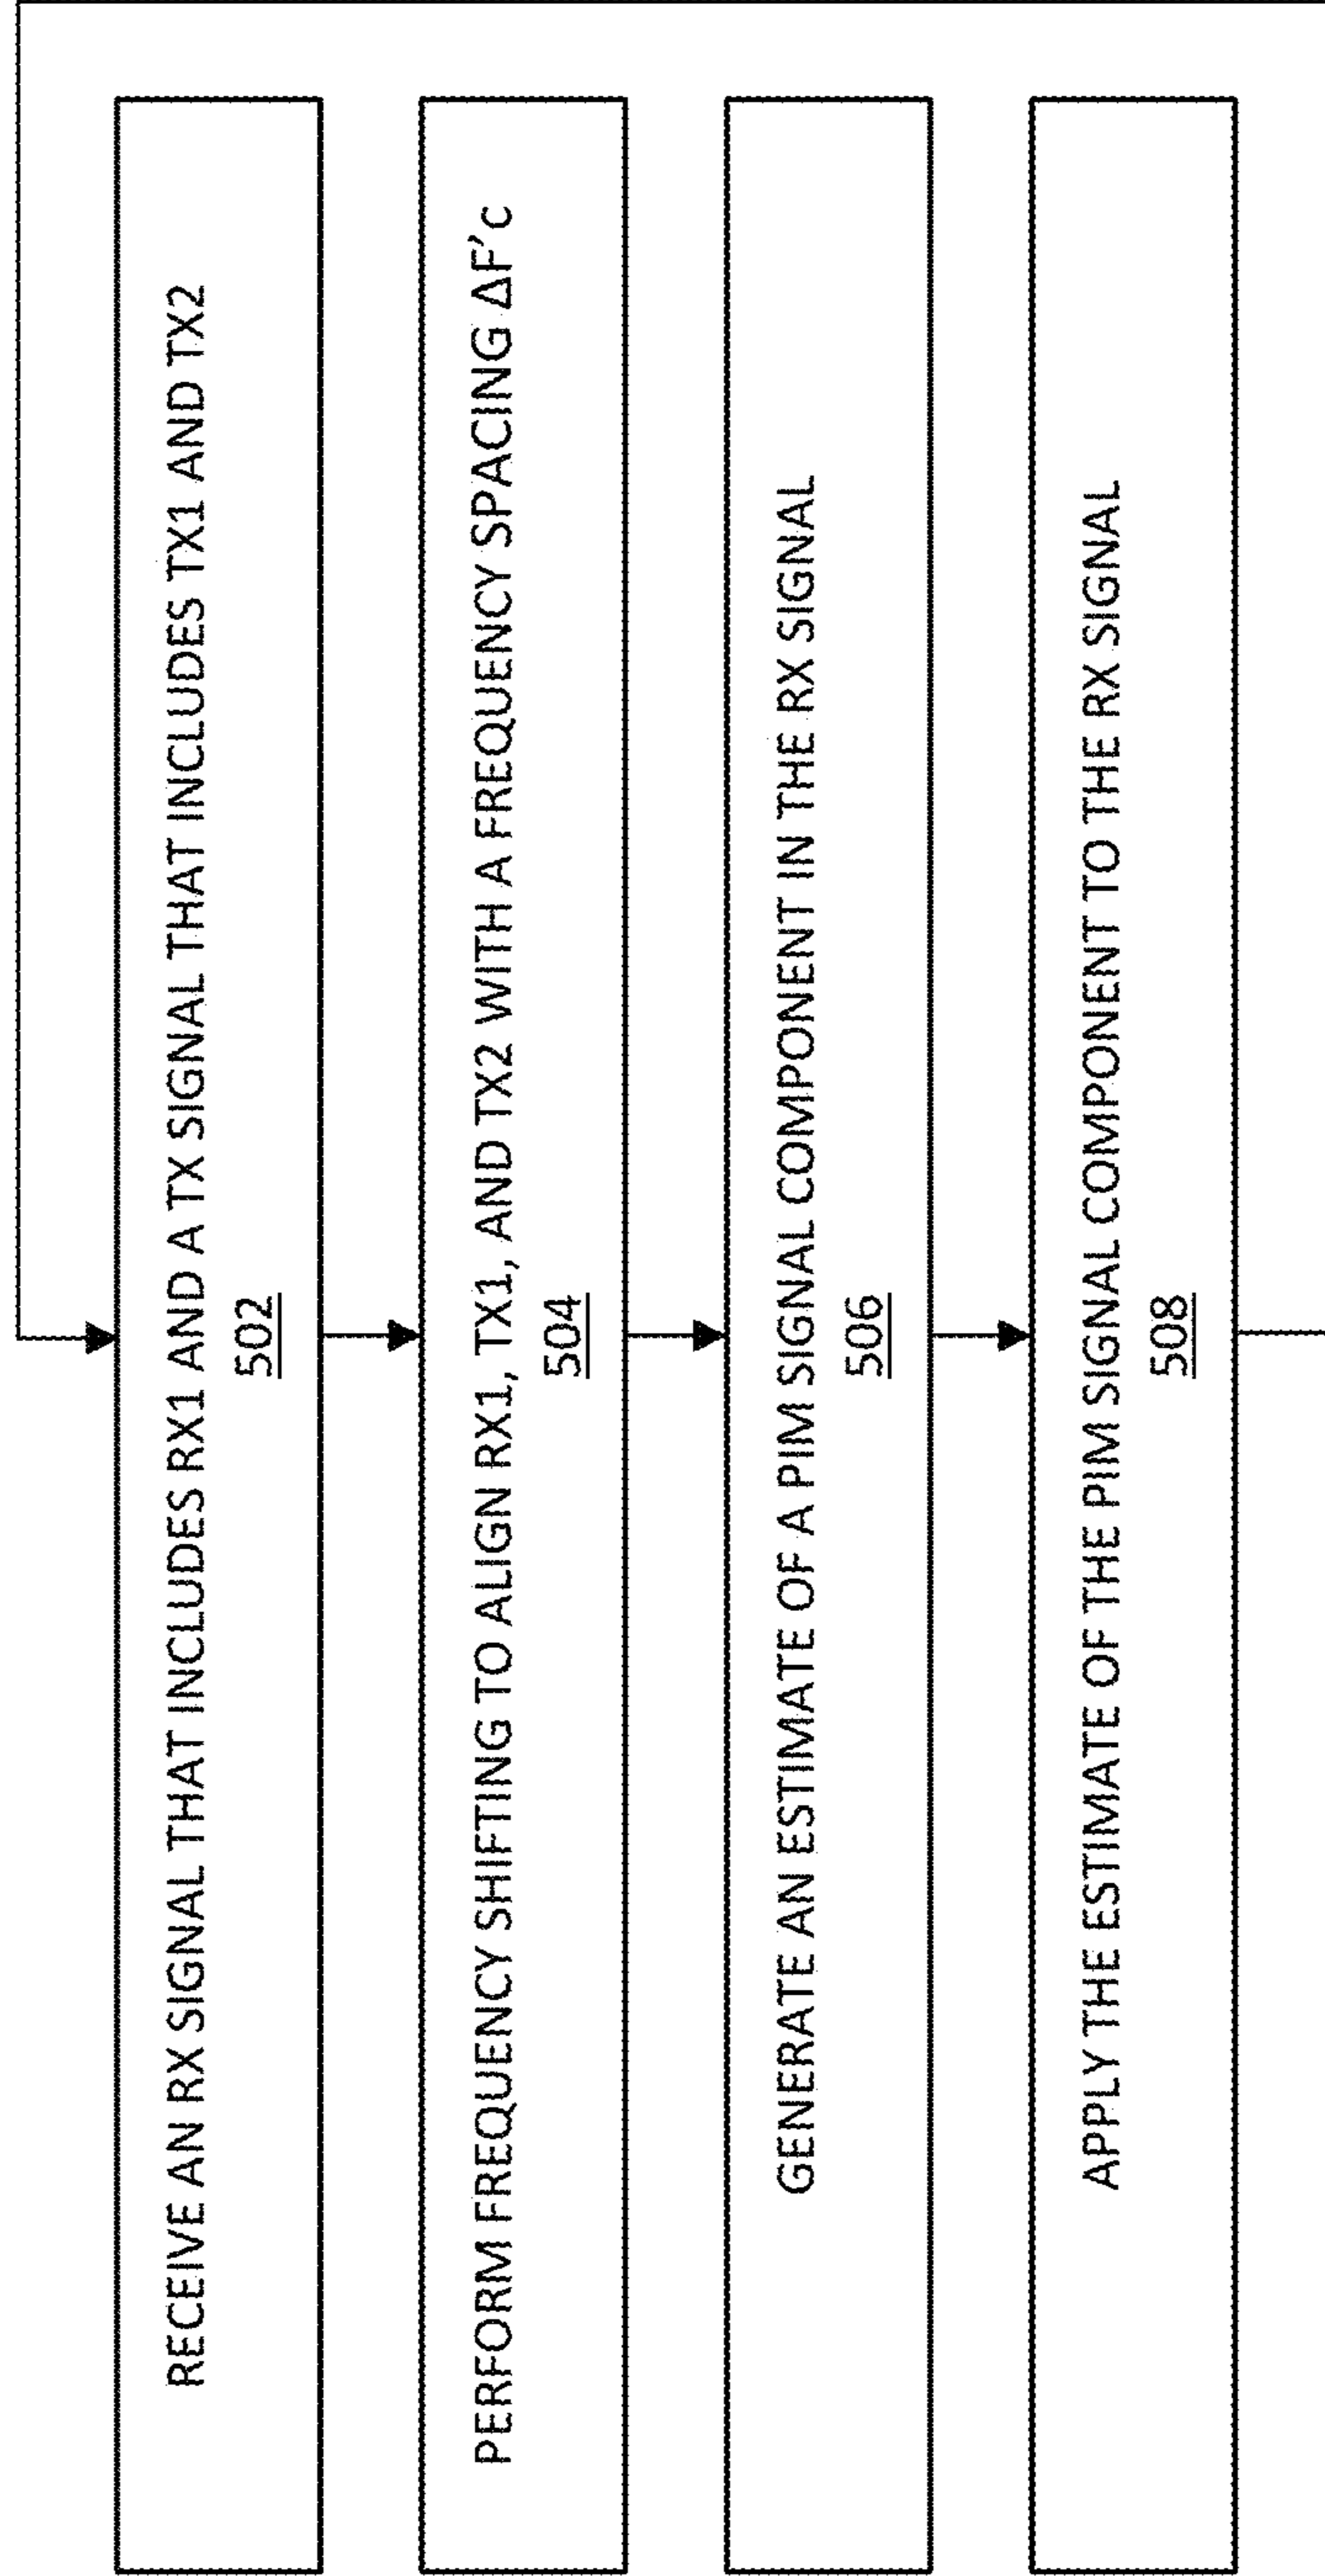 RECEIVE AN RX SIGNAL THAT INCLUDES RX1 AND A TX SIGNAL THAT INCLUDES TX1 AND TX2
502
PERFORM FREQUENCY SHIFTING TO ALIGN RX1, TX1, AND TX2 WITH A FREQUENCY SPACING ΔF'c
504
GENERATE AN ESTIMATE OF A PIM SIGNAL COMPONENT IN THE RX SIGNAL
506
APPLY THE ESTIMATE OF THE PIM SIGNAL COMPONENT TO THE RX SIGNAL
508